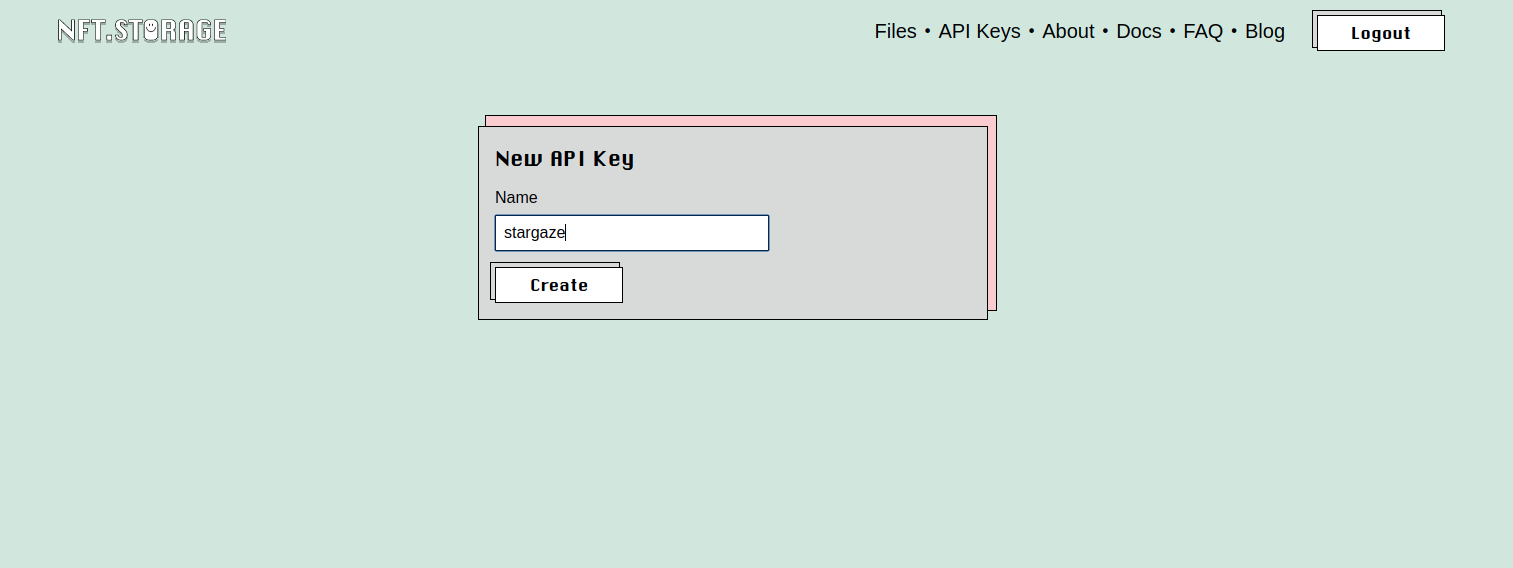 NFT.STORAGE
Files • API Keys • About • Docs • FAQ • Blog
Logout
New API Key
Name
stargaze
Create